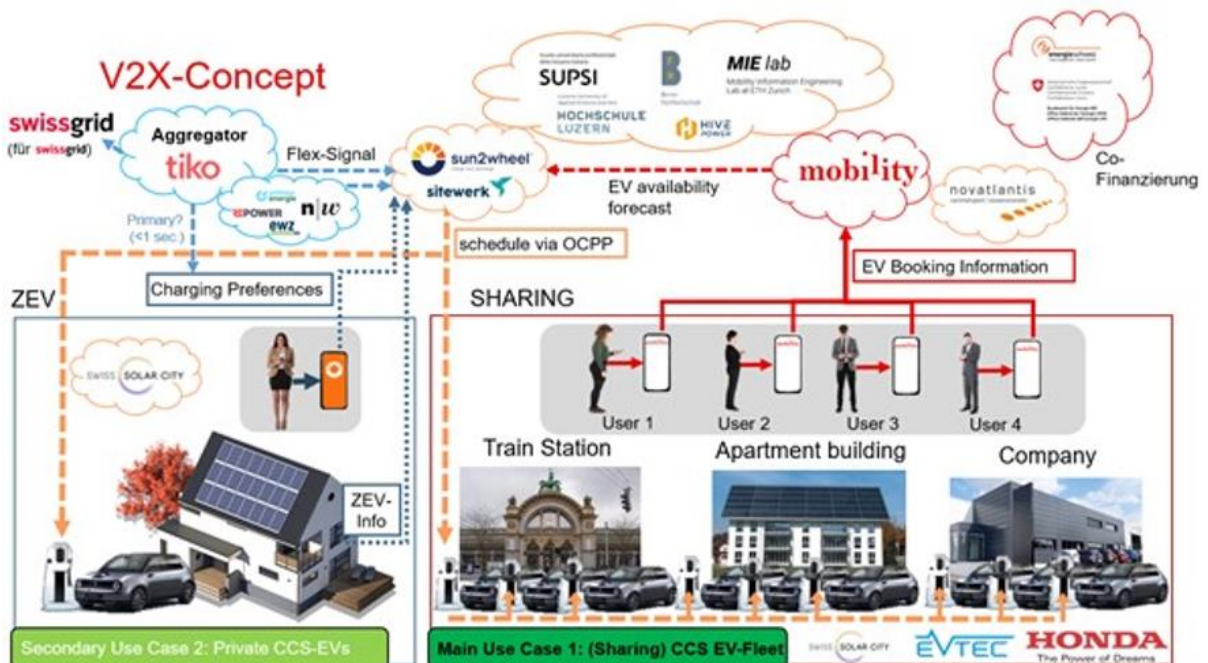 V2X-Concept
swissgrid
(für swissgrid)
Aggregator
tiko
Flex-Signal
energie
REPOWER
n|w
ewz
Primary?
(<1 sec.)
sun2wheel
sitewerk
SUPSI
HOCHSCHULE
LUZERN
B
MIE lab
Mobility Information Engineering
Lab at ETH Zurich
HIVE
POWER
EV availability
forecast
mobility
novatlantis
Co-
Finanzierung
schedule via OCPP
EV Booking Information
Charging Preferences
ZEV
SWISS SOLAR CITY
ZEV-
Info
SHARING
User 1
User 2
User 3
User 4
Train Station
Apartment building
Company
Secondary Use Case 2: Private CCS-EVs
Main Use Case 1: (Sharing) CCS EV-Fleet
SWISS SOLAR CITY
EVTEC
HONDA
The Power of Dreams